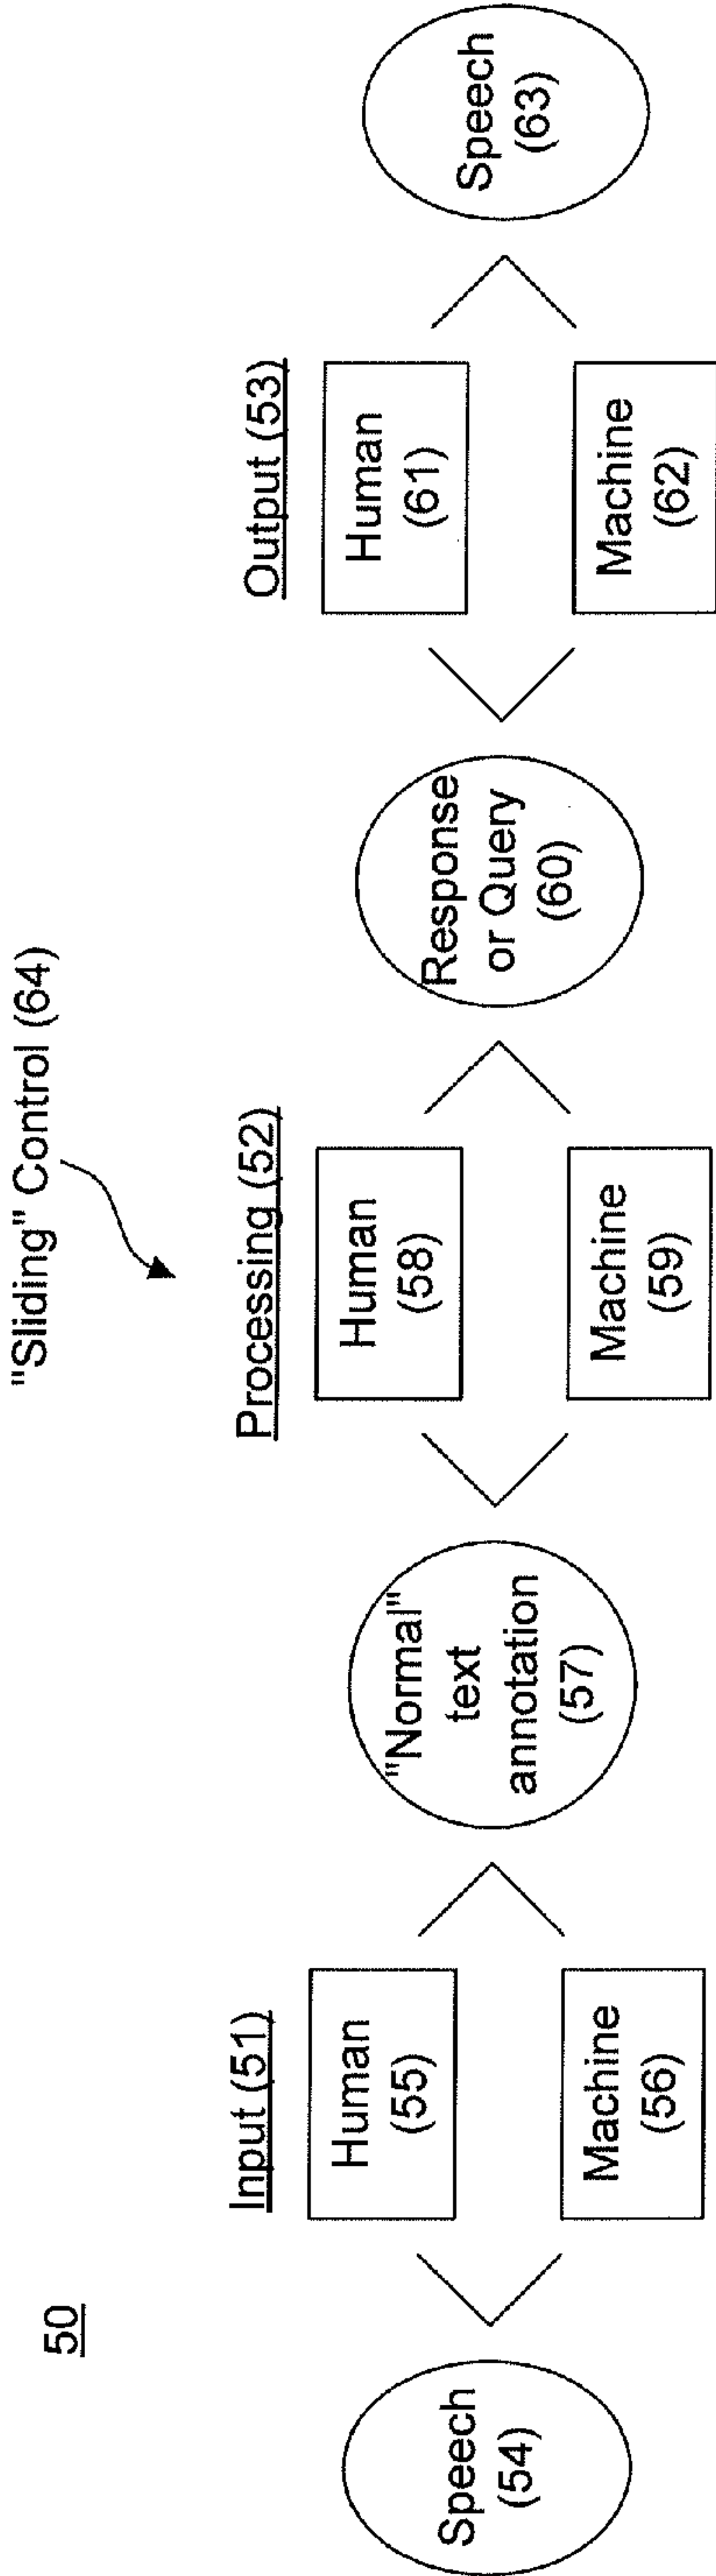 50
"Sliding" Control (64)
Input (51)
Processing (52)
Output (53)
Speech
(54)
Human
(55)
Machine
(56)
"Normal"
text
annotation
(57)
Human
(58)
Machine
(59)
Response
or Query
(60)
Human
(61)
Machine
(62)
Speech
(63)